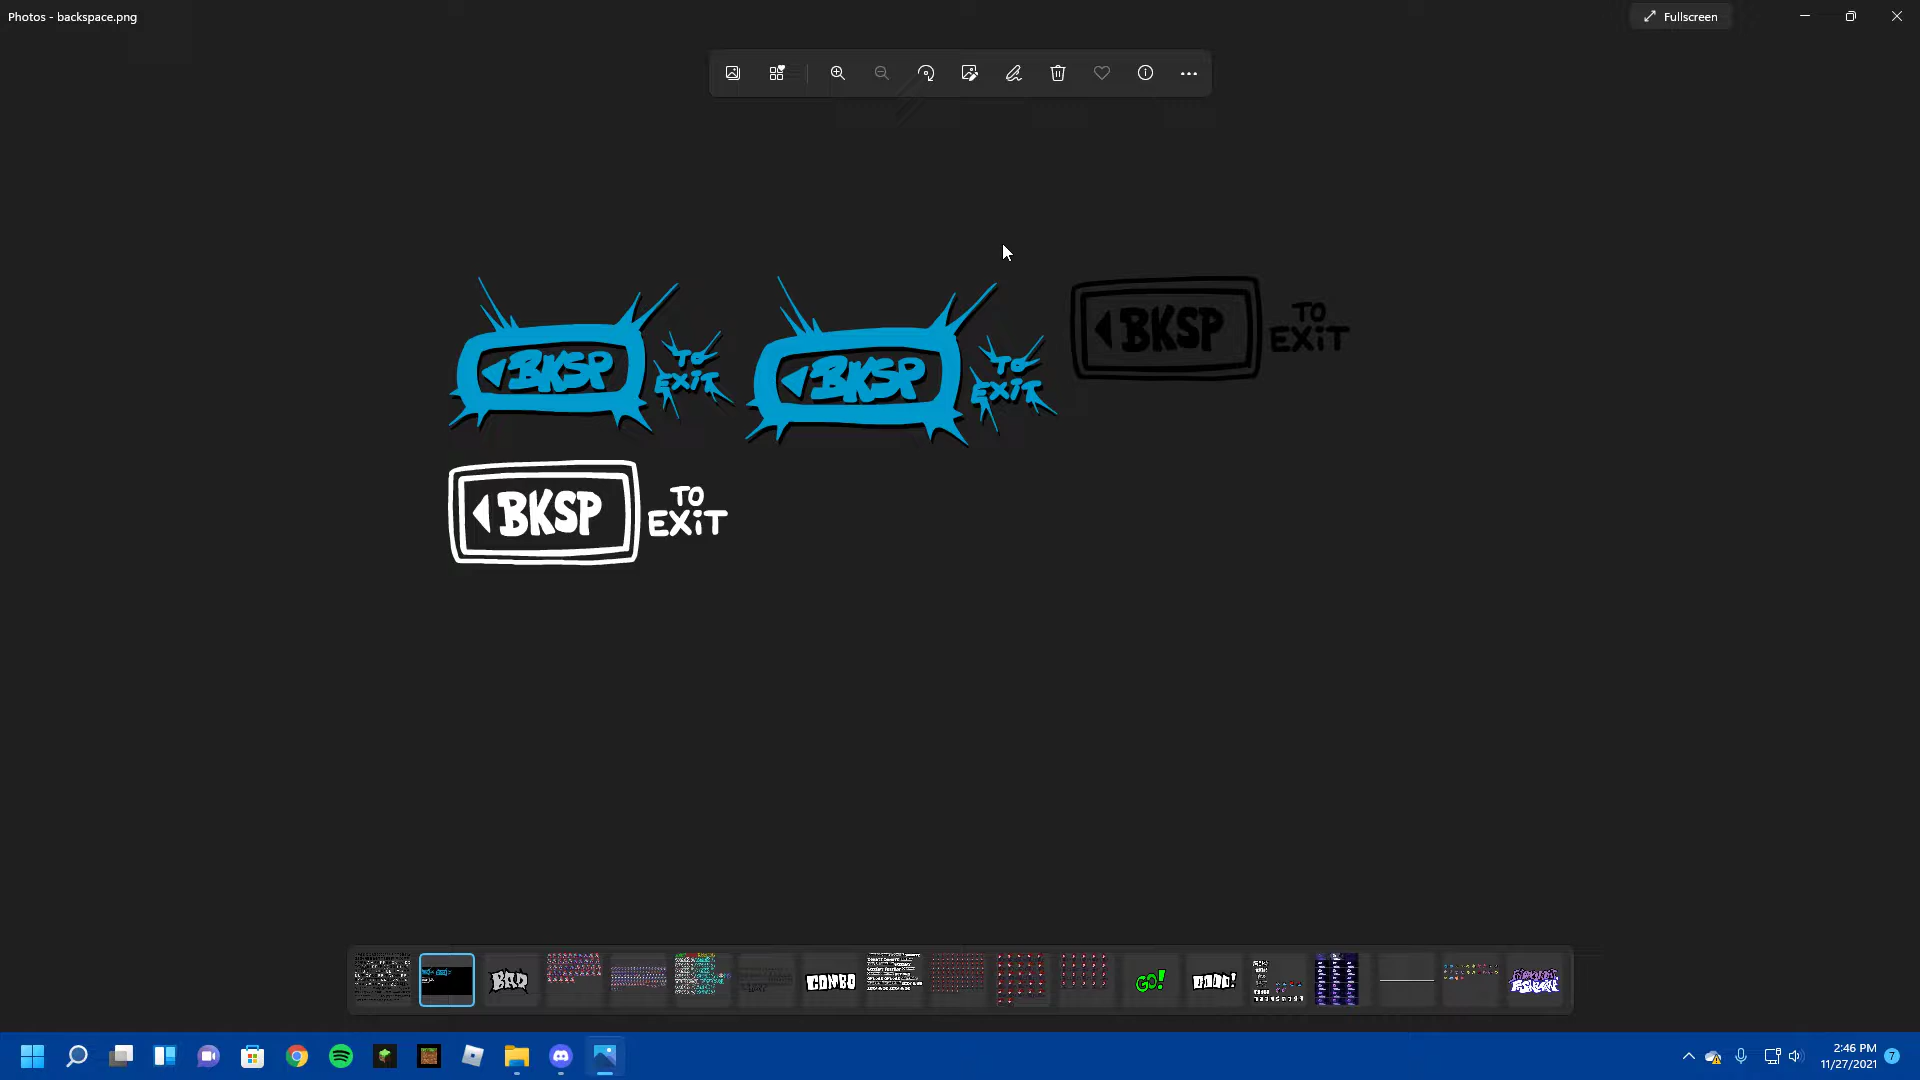 Photos - backspace.png
Fullscreen
BKSP
TO
EXiT
BKSP
TO
EXiT
BKSP
TO
EXiT
BKSP
TO
EXiT
BAD
COMBO
GO!
GOOD!
2:46 PM
11/27/2021
7